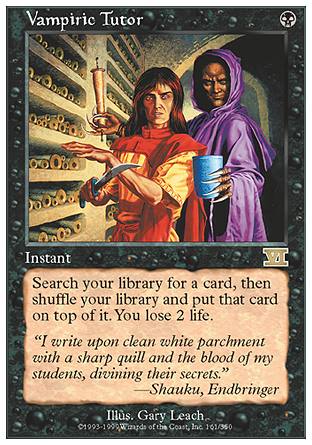 Vampiric Tutor
Instant
VI
Search your library for a card, then
shuffle your library and put that card
on top of it. You lose 2 life.
“I write upon clean white parchment
with a sharp quill and the blood of my
students, divining their secrets.”
—Shauku, Endbringer
Illus. Gary Leach
©1993-1999 Wizards of the Coast, Inc. 161/350